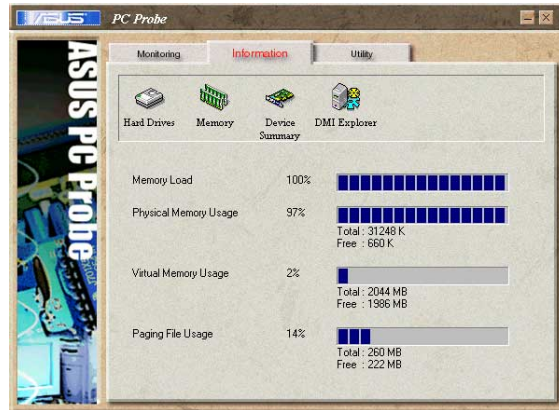 ASUS PC Probe
Monitoring Information Utility
ASUS PC Probe
Hard Drives Memory Device Summary DMI Explorer
Memory Load 100%
Physical Memory Usage 97%
Total : 31248 K
Free : 660 K
Virtual Memory Usage 2%
Total : 2044 MB
Free : 1986 MB
Paging File Usage 14%
Total : 260 MB
Free : 222 MB